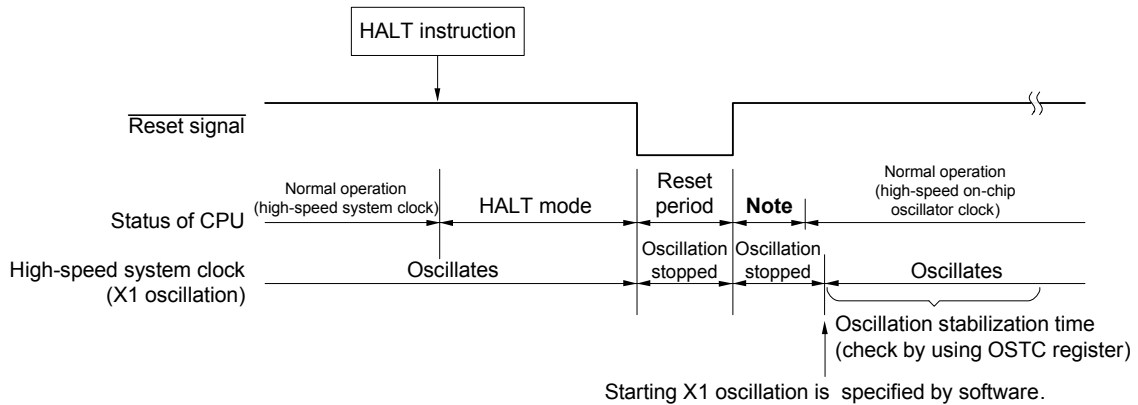 HALT instruction
Reset signal
Status of CPU
Normal operation
(high-speed system clock)
HALT mode
Reset
period
Note
Normal operation
(high-speed on-chip
oscillator clock)
High-speed system clock
(X1 oscillation)
Oscillates
Oscillation
stopped
Oscillation
stopped
Oscillates
Oscillation stabilization time
(check by using OSTC register)
Starting X1 oscillation is specified by software.